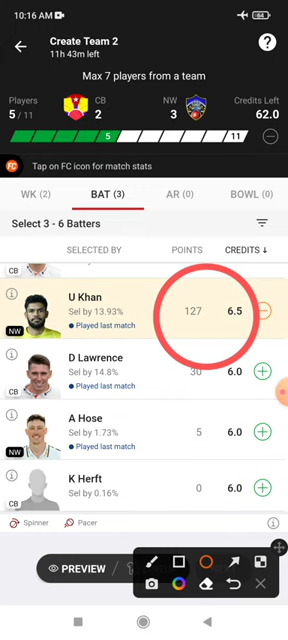 10:16 AM
64
Create Team 2
11h 43m left
?
Max 7 players from a team
Players
5 / 11
CB
2
NW
3
Credits Left
62.0
5
11
FC
Tap on FC icon for match stats
WK (2)
BAT (3)
AR (0)
BOWL (0)
Select 3 - 6 Batters
SELECTED BY
POINTS
CREDITS ↓
CB
U Khan
Sel by 13.93%
Played last match
NW
127
6.5
D Lawrence
Sel by 14.8%
Played last match
CB
30
6.0
A Hose
Sel by 1.73%
Played last match
NW
5
6.0
K Herft
Sel by 0.16%
CB
0
6.0
Spinner
Pacer
PREVIEW